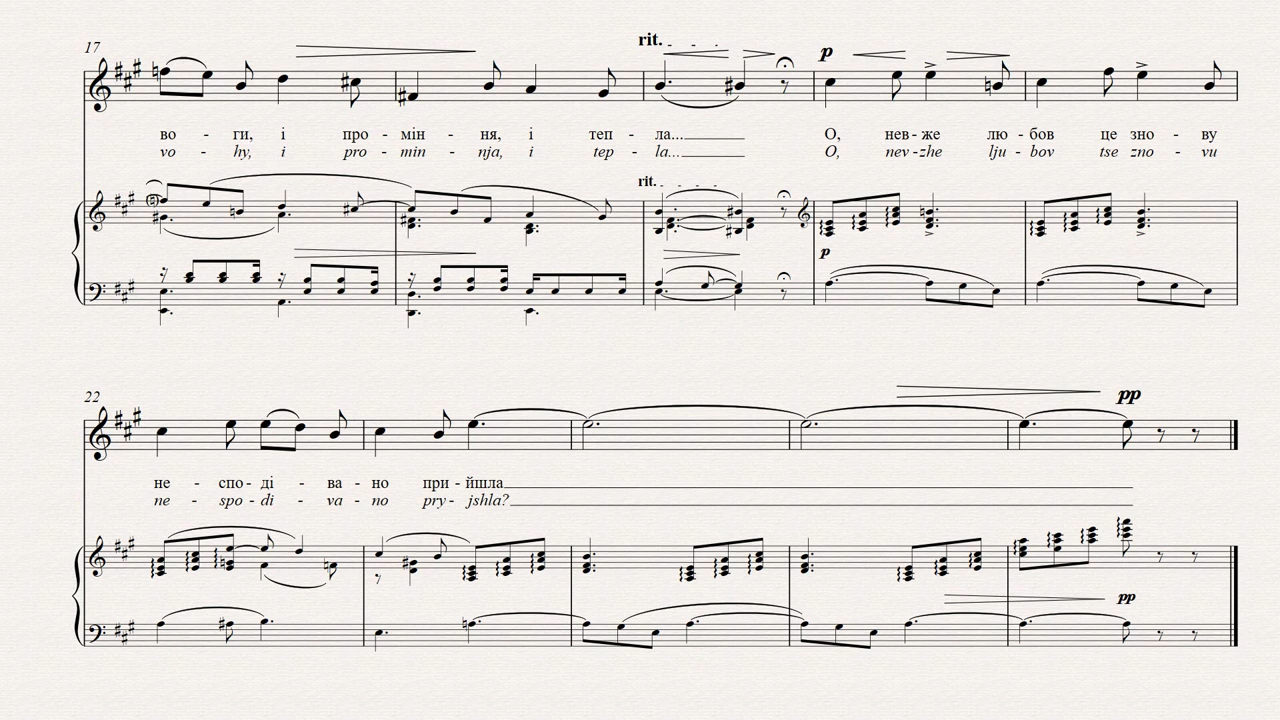 17
rit.
p
во - ги, і про - мін - ня, і теп - ла... О, нев - же лю - бов це зно - ву
vo - hy, i pro - min - nja, i tep - la... O, nev - zhe lju - bov tse zno - vu
rit.
p
22
pp
не - спо - ді - ва - но при - йшла
ne - spo - di - va - no pry - jshla?
pp